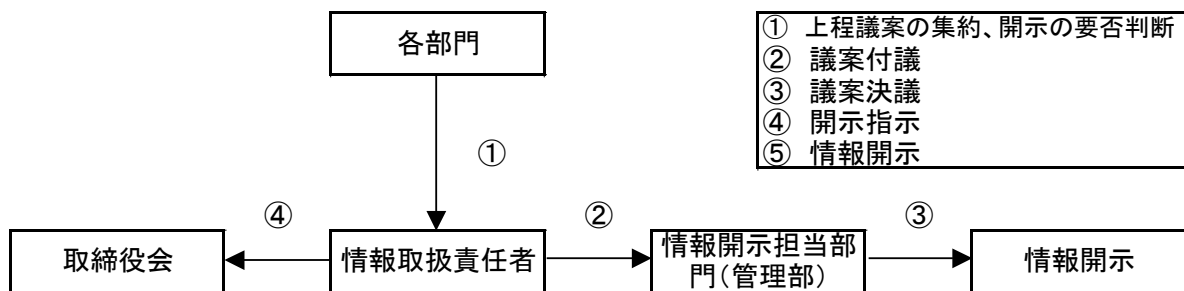 各部門
① 上程議案の集約、開示の要否判断
② 議案付議
③ 議案決議
④ 開示指示
⑤ 情報開示
①
④
②
③
取締役会
情報取扱責任者
情報開示担当部
門(管理部)
情報開示